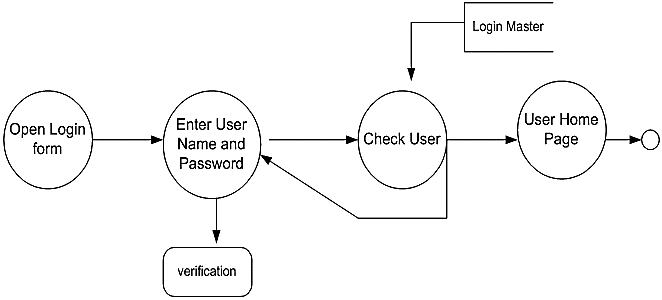 Login Master
Open Login
form
Enter User
Name and
Password
Check User
User Home
Page
verification